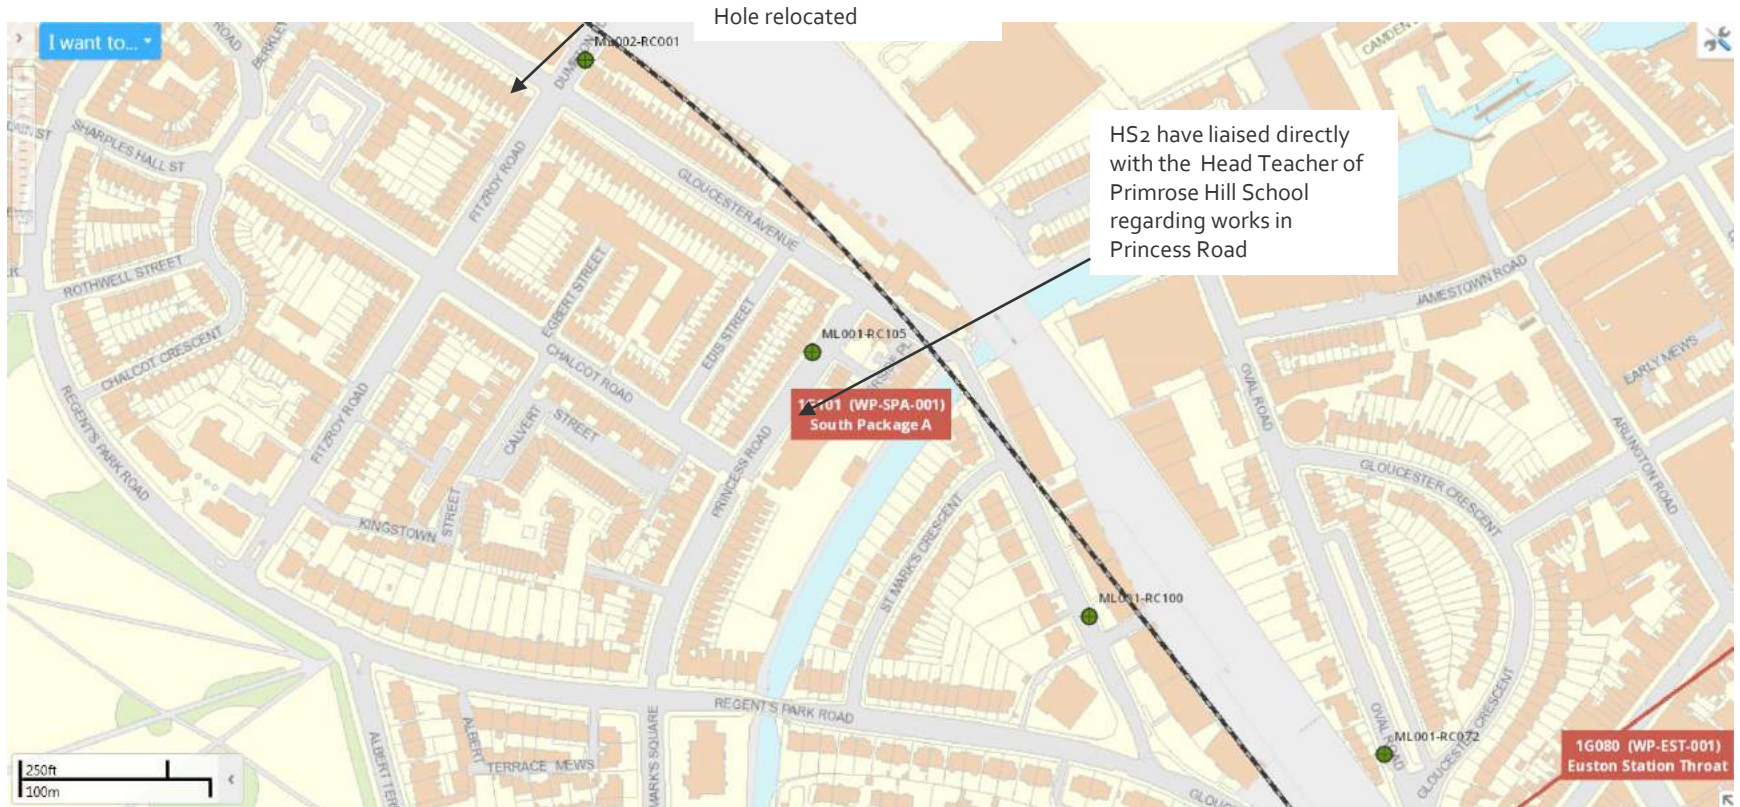 Hole relocated
I want to...
ML002-RC001
HS2 have liaised directly
with the Head Teacher of
Primrose Hill School
regarding works in
Princess Road
ROAD
BERKLEY
CAMDEN
SHARPLES HALL ST
FITZROY ROAD
GLOUCESTER AVENUE
ROTHWELL STREET
EGBERT STREET
JAMESTOWN ROAD
EDIS STREET
ML001-RC105
CHALCOT CRESCENT
CHALCOT ROAD
EARLY MEWS
OVAL ROAD
REGENT'S PARK ROAD
FITZROY ROAD
CALVERT
STREET
1G101 (WP-SPA-001)
South Package A
PRINCESS ROAD
ARLINGTON ROAD
GLOUCESTER CRESCENT
KINGSTOWN
STREET
ST MARK'S CRESCENT
ML001-RC100
REGENT'S PARK ROAD
ALBERT
TERRACE MEWS
MARK'S SQUARE
OVAL ROAD
ML001-RC072
GLOUCESTER CRESCENT
1G080 (WP-EST-001)
Euston Station Throat
250ft
100m